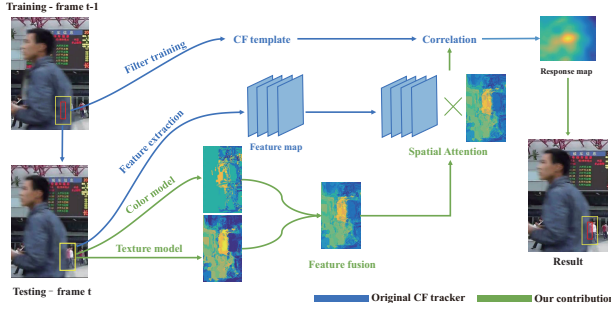 Training - frame t-1
Filter training
CF template
Correlation
Response map
Feature extraction
Feature map
Spatial Attention
Color model
Texture model
Feature fusion
Testing - frame t
Result
Original CF tracker
Our contribution